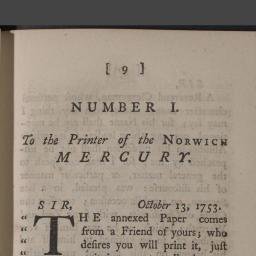 [ 9 ]
NUMBER I.
To the Printer of the NORWICH
MERCURY.
SIR, October 13, 1753.
" THE annexed Paper comes
" from a Friend of yours; who
" desires you will print it, just